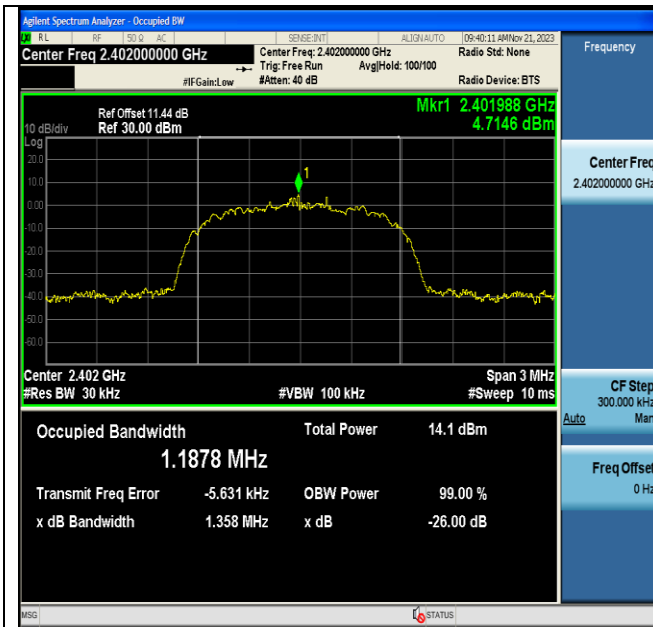 Agilent Spectrum Analyzer - Occupied BW
RL RF 50 Ω AC SENSE:INT ALIGNAUTO 09:40:11 AM Nov 21, 2023
Center Freq 2.402000000 GHz
Center Freq: 2.402000000 GHz Radio Std: None
Trig: Free Run Avg|Hold: 100/100
#IFGain:Low #Atten: 40 dB Radio Device: BTS
Frequency
Ref Offset 11.44 dB Mkr1 2.401988 GHz
10 dB/div Ref 30.00 dBm 4.7146 dBm
Log
20.0
1
10.0
0.00
-10.0
-20.0
-30.0
-40.0
-50.0
-60.0
Center 2.402 GHz Span 3 MHz
#Res BW 30 kHz #VBW 100 kHz #Sweep 10 ms
Center Freq
2.402000000 GHz
CF Step
300.000 kHz
Auto Man
Freq Offset
0 Hz
Occupied Bandwidth Total Power 14.1 dBm
1.1878 MHz
Transmit Freq Error -5.631 kHz OBW Power 99.00 %
x dB Bandwidth 1.358 MHz x dB -26.00 dB
MSG STATUS